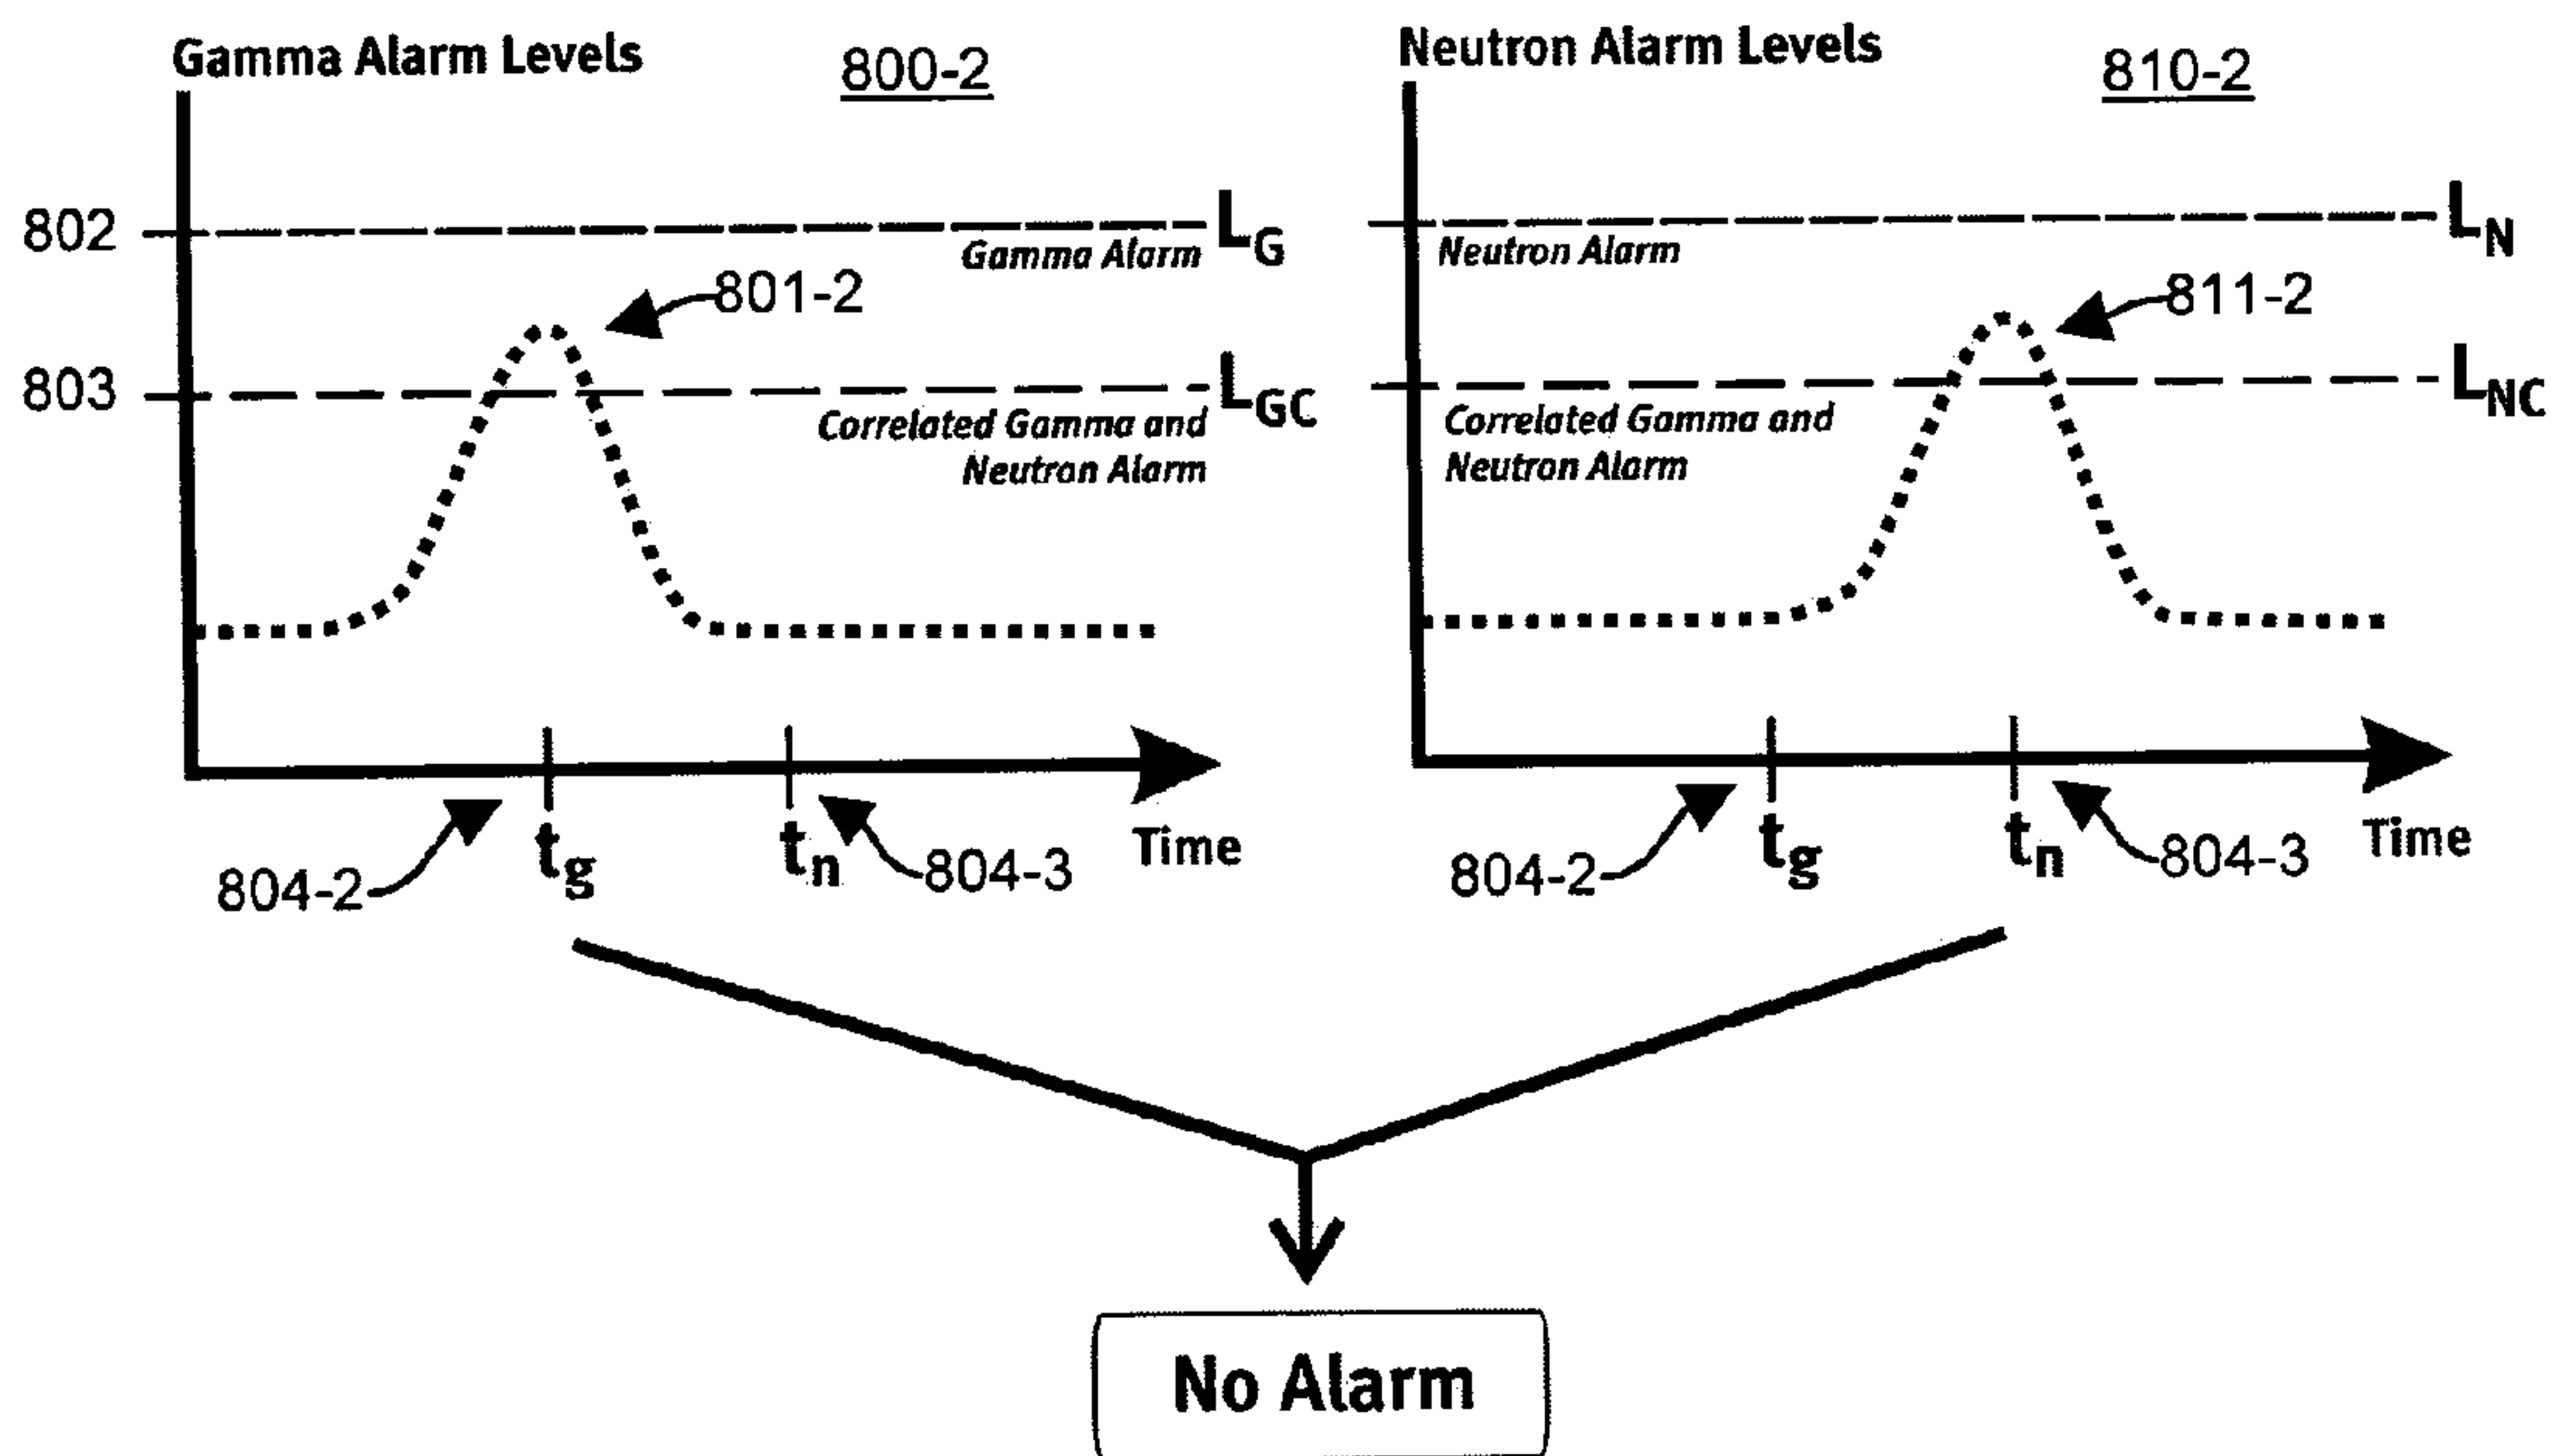 Gamma Alarm Levels
800-2
802
L_G
Gamma Alarm
801-2
803
L_GC
Correlated Gamma and
Neutron Alarm
t_g
t_n
804-2
804-3
Time
Neutron Alarm Levels
810-2
L_N
Neutron Alarm
811-2
L_NC
Correlated Gamma and
Neutron Alarm
t_g
t_n
804-2
804-3
Time
No Alarm